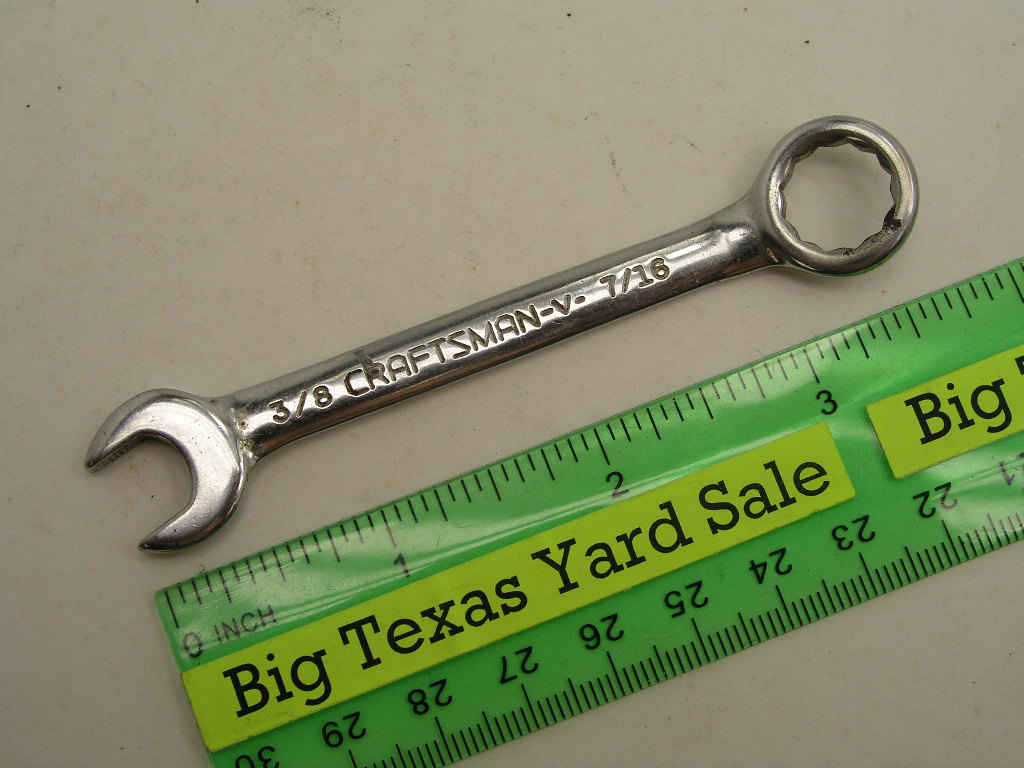 3/8 CRAFTSMAN -V- 7/16
1 2 3
0 INCH
Big Texas Yard Sale
Big
30 29 28 27 26 25 24 23 22